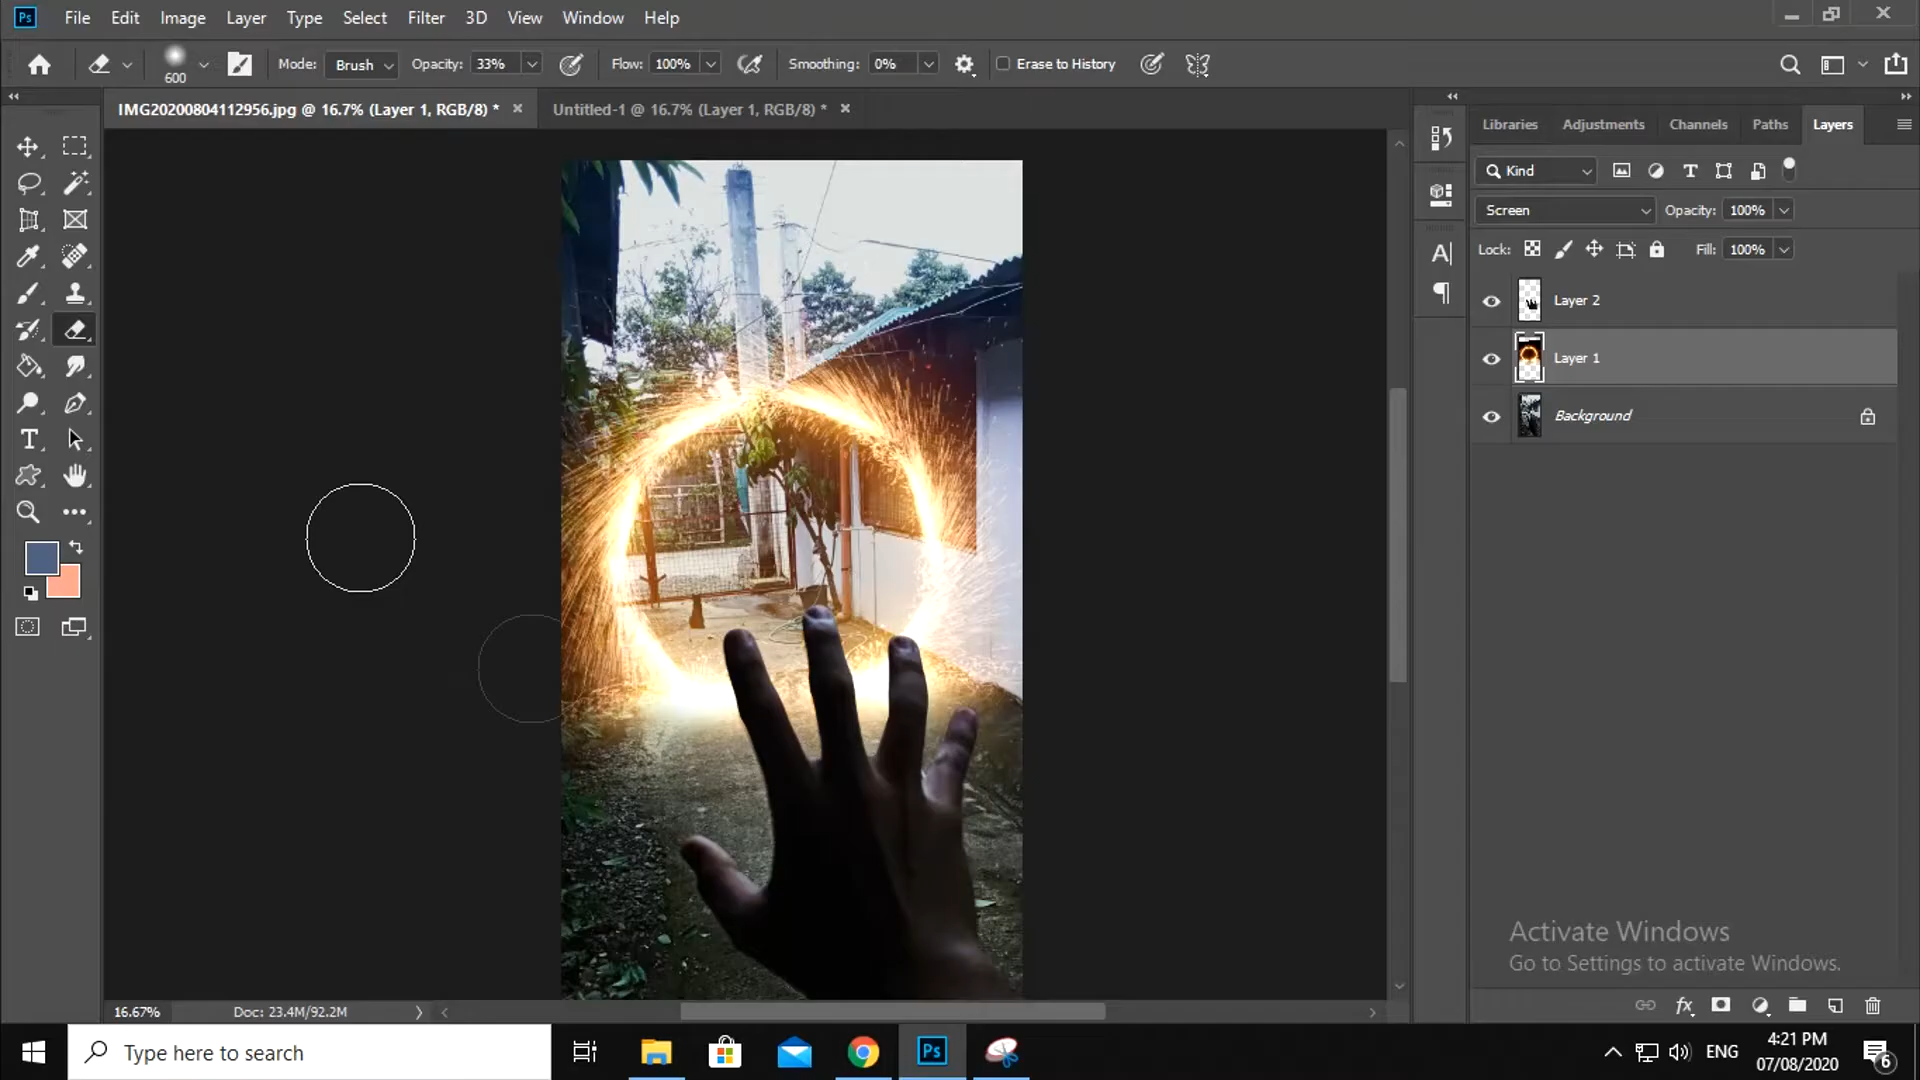 Ps File Edit Image Layer Type Select Filter 3D View Window Help
600 Mode: Brush Opacity: 33% Flow: 100% Smoothing: 0% Erase to History
IMG20200804112956.jpg @ 16.7% (Layer 1, RGB/8) * Untitled-1 @ 16.7% (Layer 1, RGB/8) *
Libraries Adjustments Channels Paths Layers
Kind
Screen Opacity: 100%
Lock: Fill: 100%
Layer 2
Layer 1
Background
Activate Windows
Go to Settings to activate Windows.
16.67% Doc: 23.4M/92.2M
Type here to search
Ps
ENG
4:21 PM
07/08/2020
6